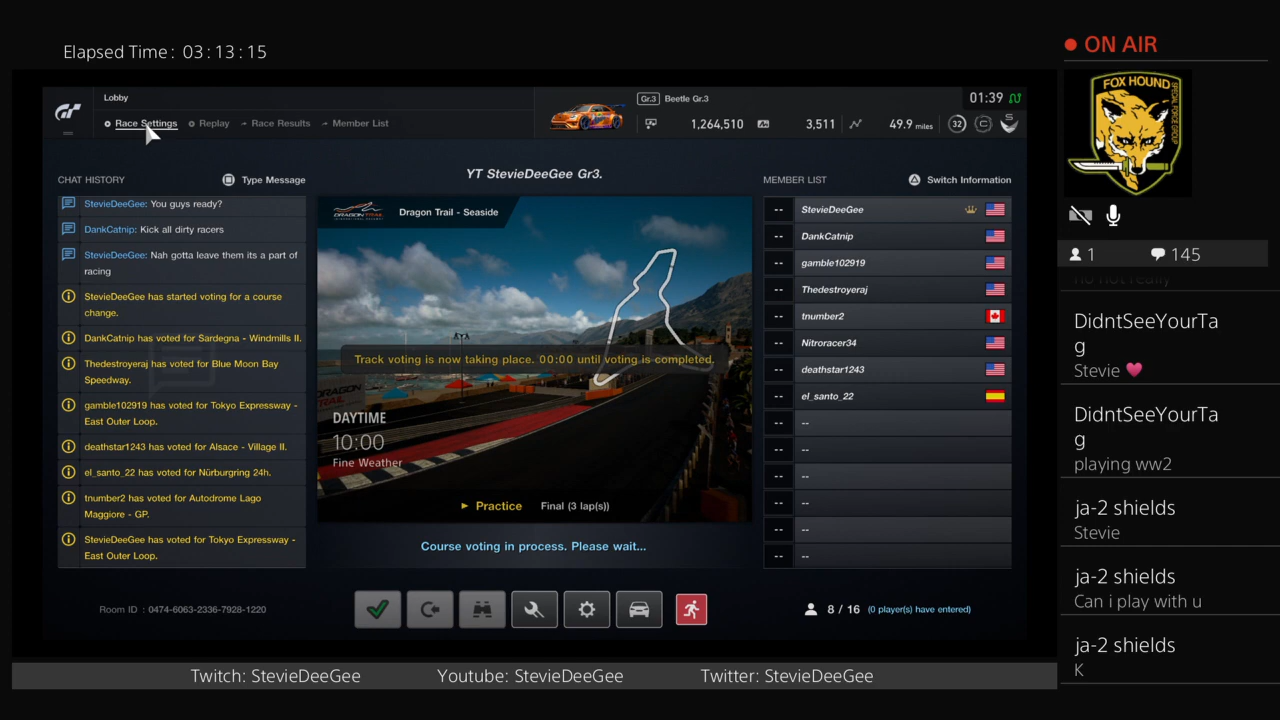 Elapsed Time: 03:13:15
ON AIR
Lobby
Race Settings
Replay
Race Results
Member List
Gr.3 Beetle Gr.3
1,264,510
3,511
49.9 miles
32
C
S
01:39
FOX HOUND
SPECIAL FORCE GROUP
1
145
CHAT HISTORY
Type Message
StevieDeeGee: You guys ready?
DankCatnip: Kick all dirty racers
StevieDeeGee: Nah gotta leave them its a part of
racing
StevieDeeGee has started voting for a course
change.
DankCatnip has voted for Sardegna - Windmills II.
Thedestroyeraj has voted for Blue Moon Bay
Speedway.
gamble102919 has voted for Tokyo Expressway -
East Outer Loop.
deathstar1243 has voted for Alsace - Village II.
el_santo_22 has voted for Nürburgring 24h.
tnumber2 has voted for Autodrome Lago
Maggiore - GP.
StevieDeeGee has voted for Tokyo Expressway -
East Outer Loop.
YT StevieDeeGee Gr3.
DRAGON TRAIL
Dragon Trail - Seaside
Track voting is now taking place. 00:00 until voting is completed.
DAYTIME
10:00
Fine Weather
Practice
Final (3 lap(s))
Course voting in process. Please wait...
MEMBER LIST
Switch Information
-- StevieDeeGee
-- DankCatnip
-- gamble102919
-- Thedestroyeraj
-- tnumber2
-- Nitroracer34
-- deathstar1243
-- el_santo_22
-- --
-- --
-- --
-- --
-- --
-- --
Room ID : 0474-6063-2336-7928-1220
8 / 16 (0 player(s) have entered)
no not really
DidntSeeYourTa
g
Stevie
DidntSeeYourTa
g
playing ww2
ja-2 shields
Stevie
ja-2 shields
Can i play with u
ja-2 shields
K
Twitch: StevieDeeGee
Youtube: StevieDeeGee
Twitter: StevieDeeGee